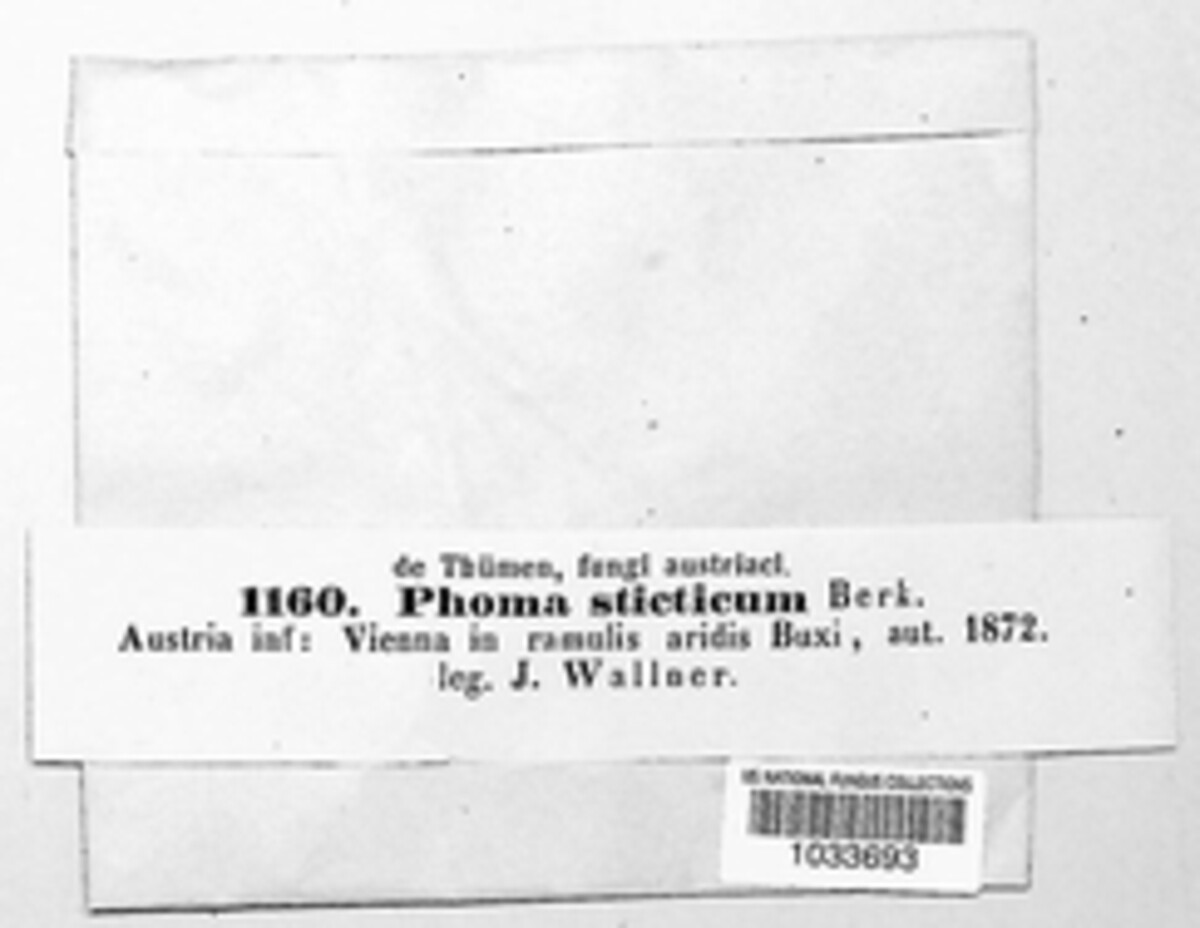 de Thümen, fungi austriaci.
1160. Phoma sticticum Berk.
Austria inf: Vienna in ramulis aridis Buxi, aut. 1872.
leg. J. Wallner.
US NATIONAL FUNGUS COLLECTIONS
1033693